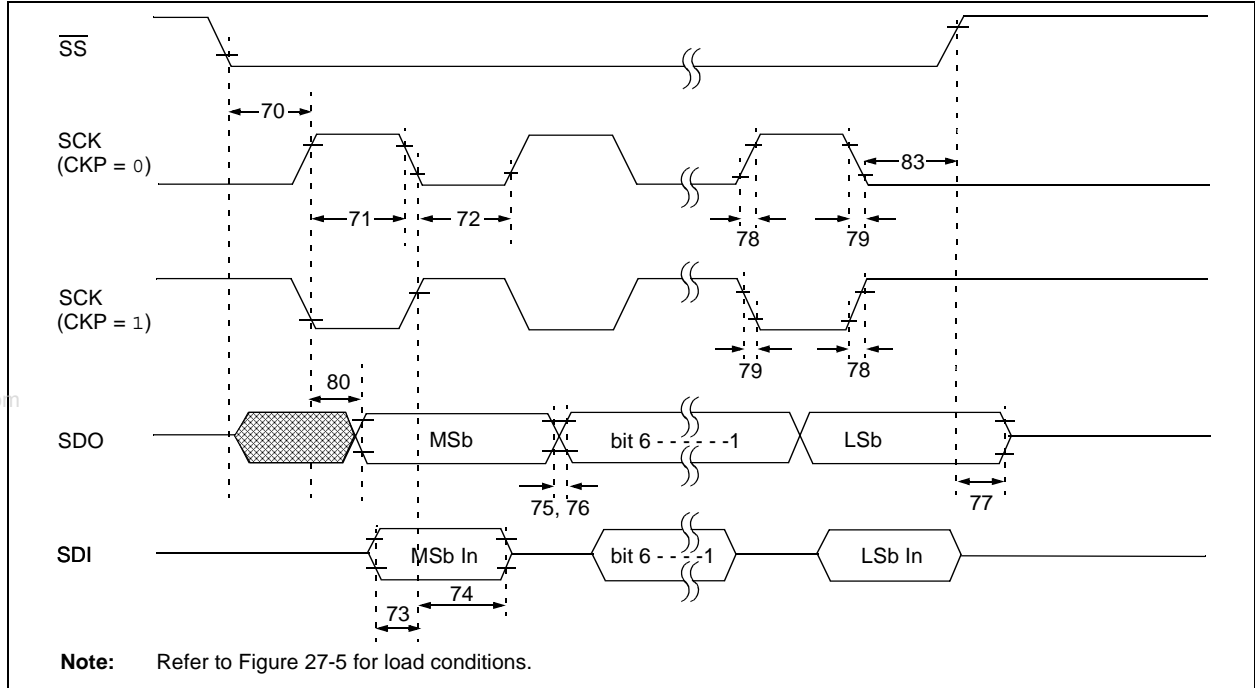 SS
70
SCK
(CKP = 0)
83
71
72
78
79
SCK
(CKP = 1)
79
78
80
om
SDO
MSb
bit 6 - - - - - -1
LSb
75, 76
77
SDI
MSb In
bit 6 - - - -1
LSb In
74
73
Note: Refer to Figure 27-5 for load conditions.